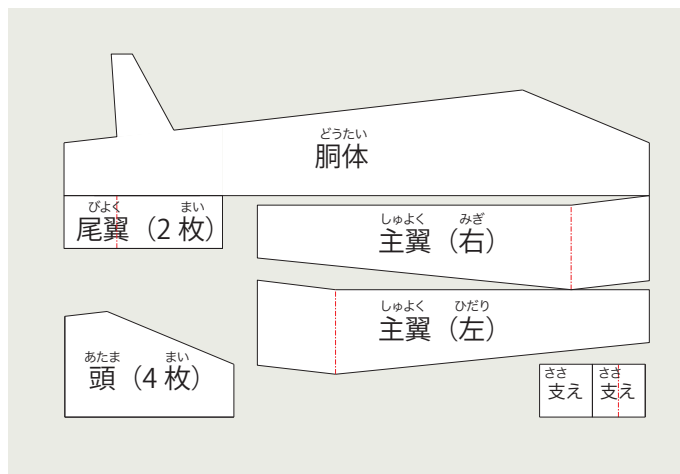 どうたい
胴体
びよく まい
尾翼（2 枚）
しゅよく みぎ
主翼（右）
しゅよく ひだり
主翼（左）
あたま まい
頭（4 枚）
ささ ささ
支え 支え